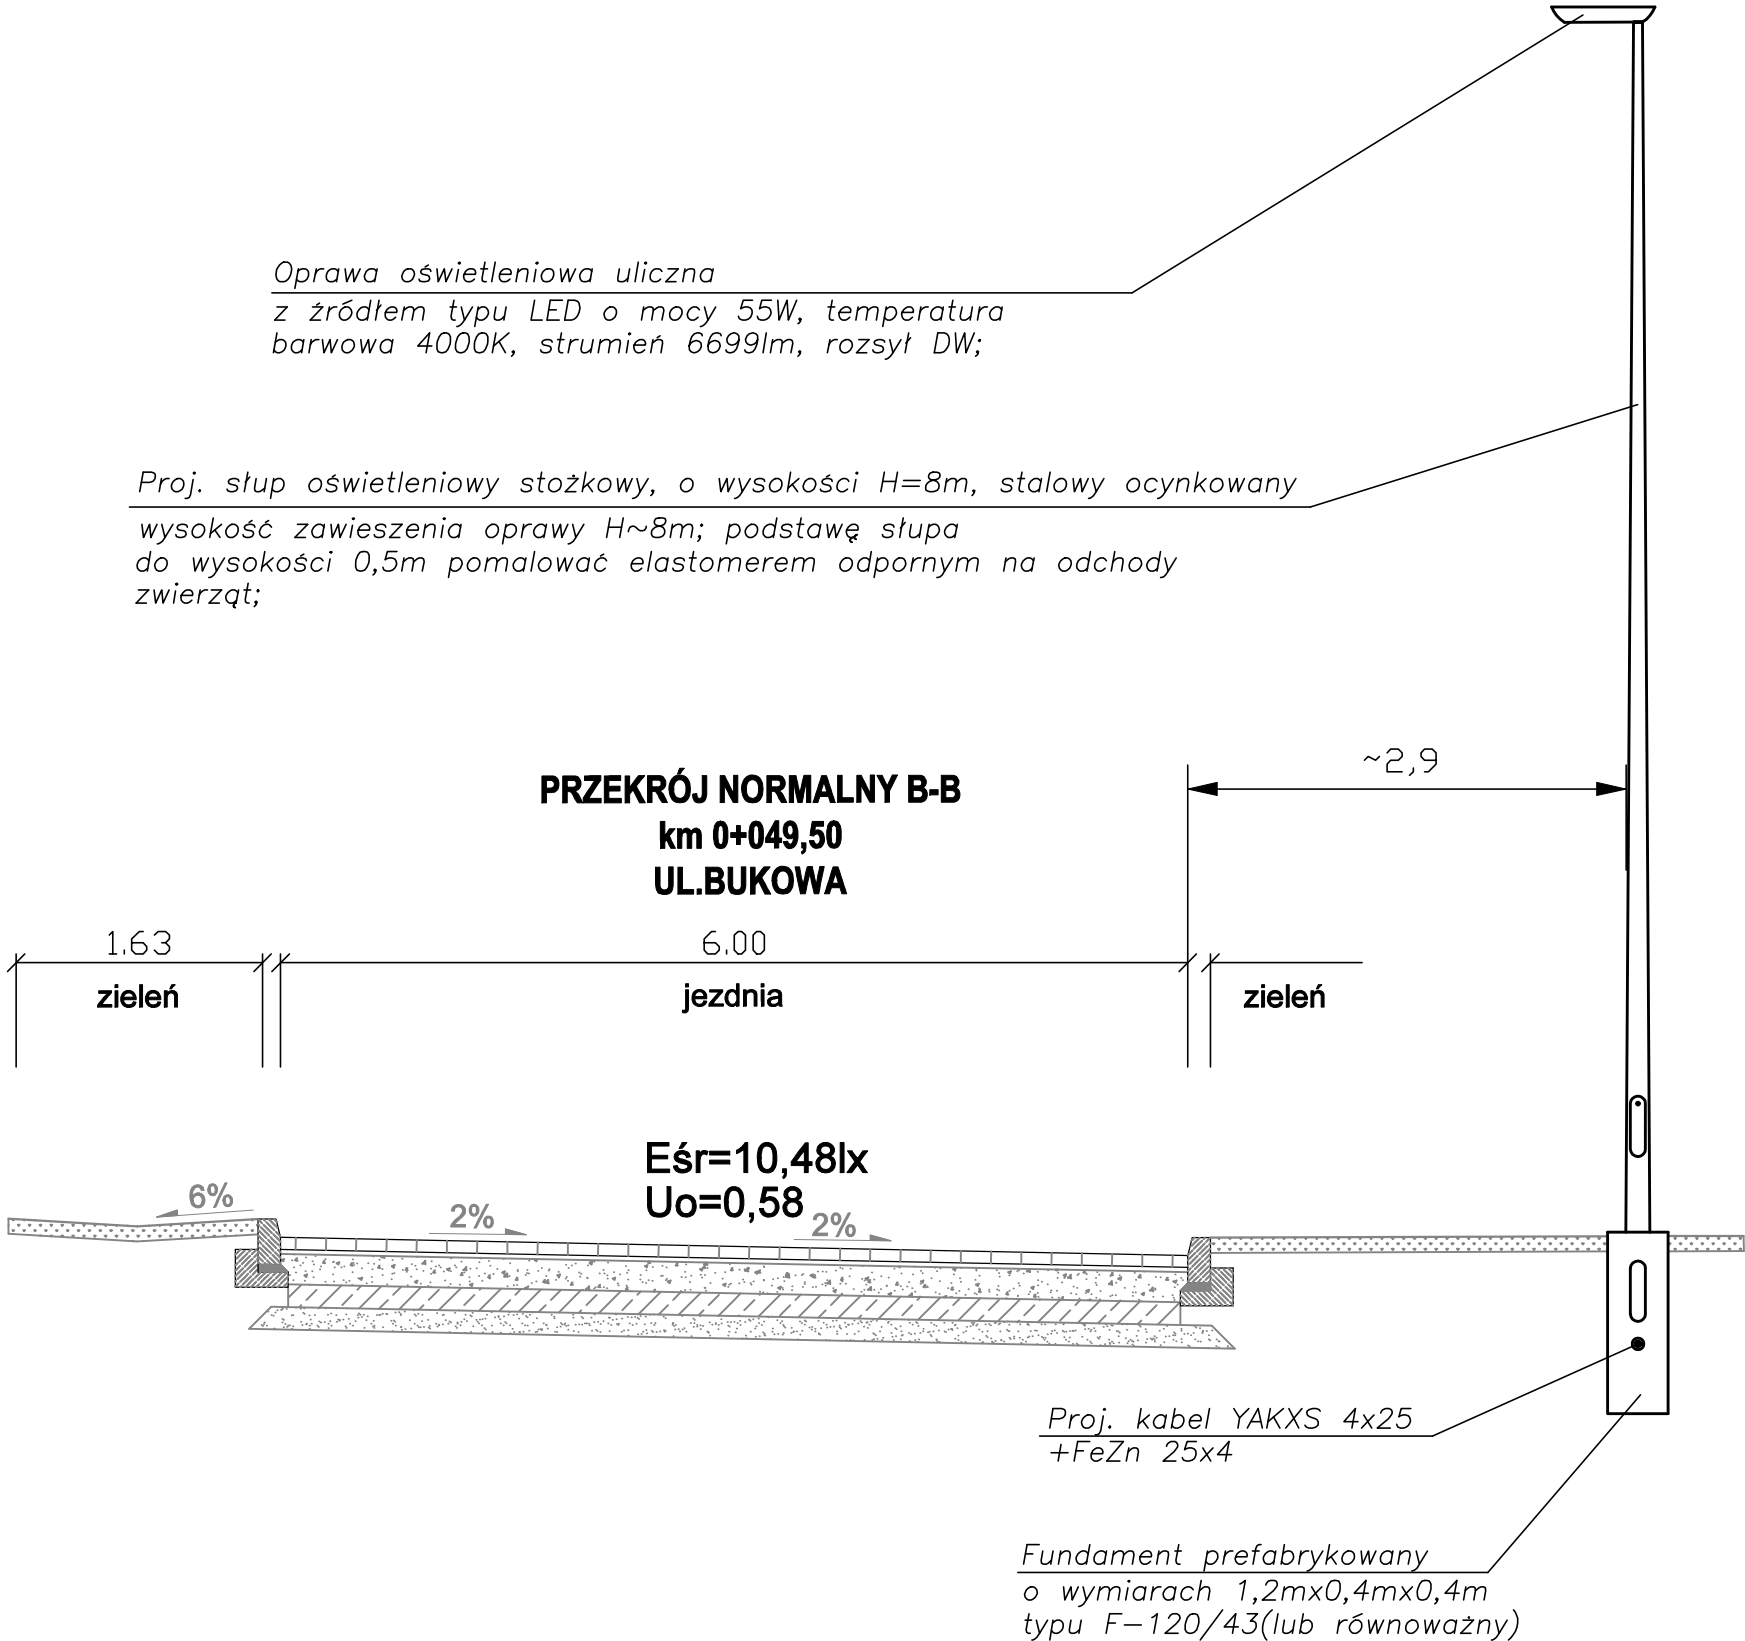 Oprawa oświetleniowa uliczna
z źródłem typu LED o mocy 55W, temperatura
barwowa 4000K, strumień 6699lm, rozsył DW;
Proj. słup oświetleniowy stożkowy, o wysokości H=8m, stalowy ocynkowany
wysokość zawieszenia oprawy H~8m; podstawę słupa
do wysokości 0,5m pomalować elastomerem odpornym na odchody
zwierząt;
~2,9
PRZEKRÓJ NORMALNY B-B
km 0+049,50
UL.BUKOWA
1.63
6.00
zieleń
jezdnia
zieleń
Eśr=10,48lx
Uo=0,58
6%
2%
2%
Proj. kabel YAKXS 4x25
+FeZn 25x4
Fundament prefabrykowany
o wymiarach 1,2mx0,4mx0,4m
typu F-120/43(lub równoważny)